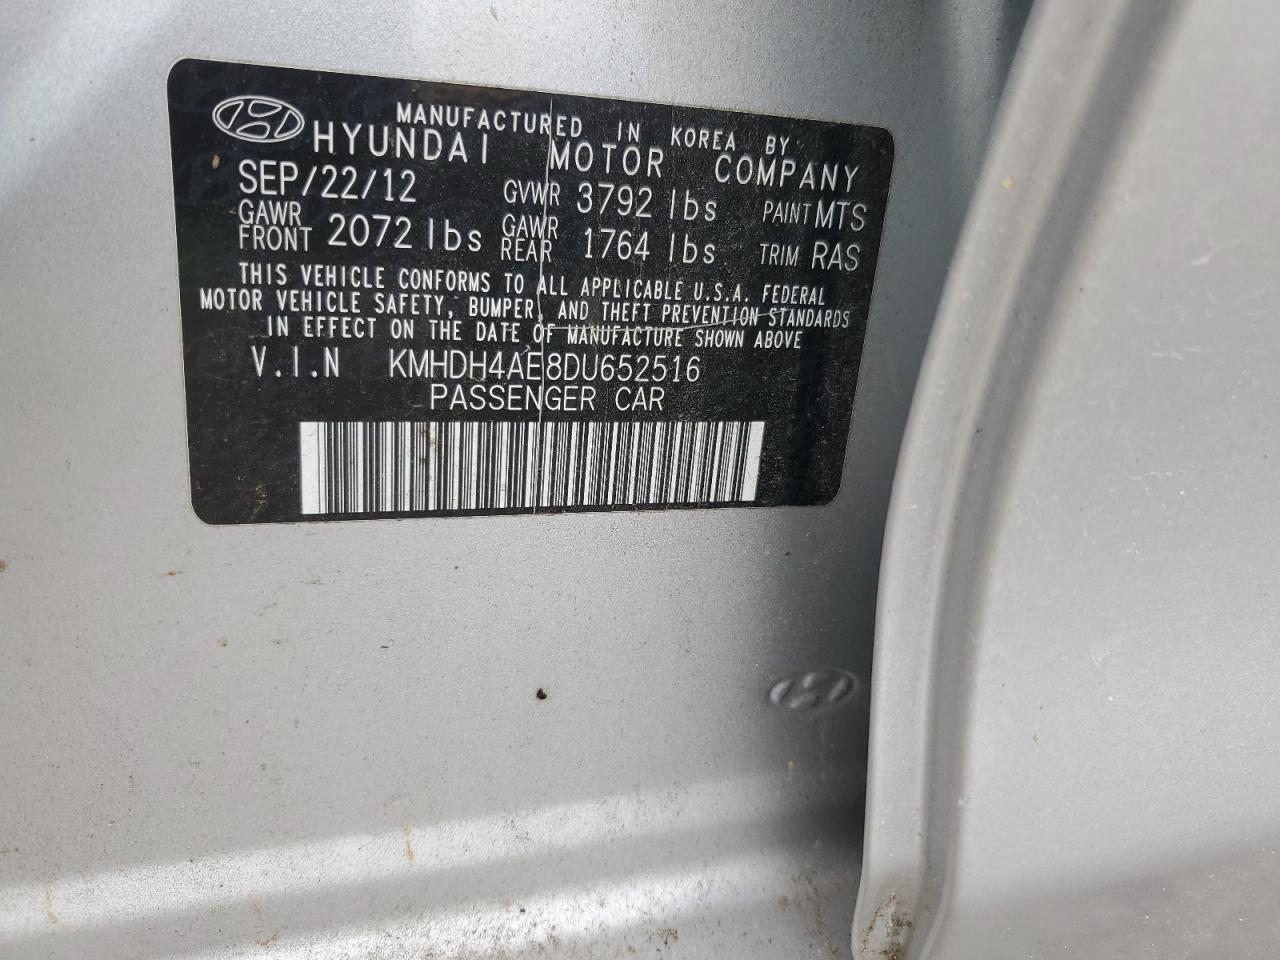 MANUFACTURED IN KOREA BY
HYUNDAI MOTOR COMPANY
SEP/22/12 GVWR 3792 lbs PAINT MTS
GAWR FRONT 2072 lbs GAWR REAR 1764 lbs TRIM RAS
THIS VEHICLE CONFORMS TO ALL APPLICABLE U.S.A. FEDERAL
MOTOR VEHICLE SAFETY, BUMPER, AND THEFT PREVENTION STANDARDS
IN EFFECT ON THE DATE OF MANUFACTURE SHOWN ABOVE
V.I.N KMHDH4AE8DU652516
PASSENGER CAR